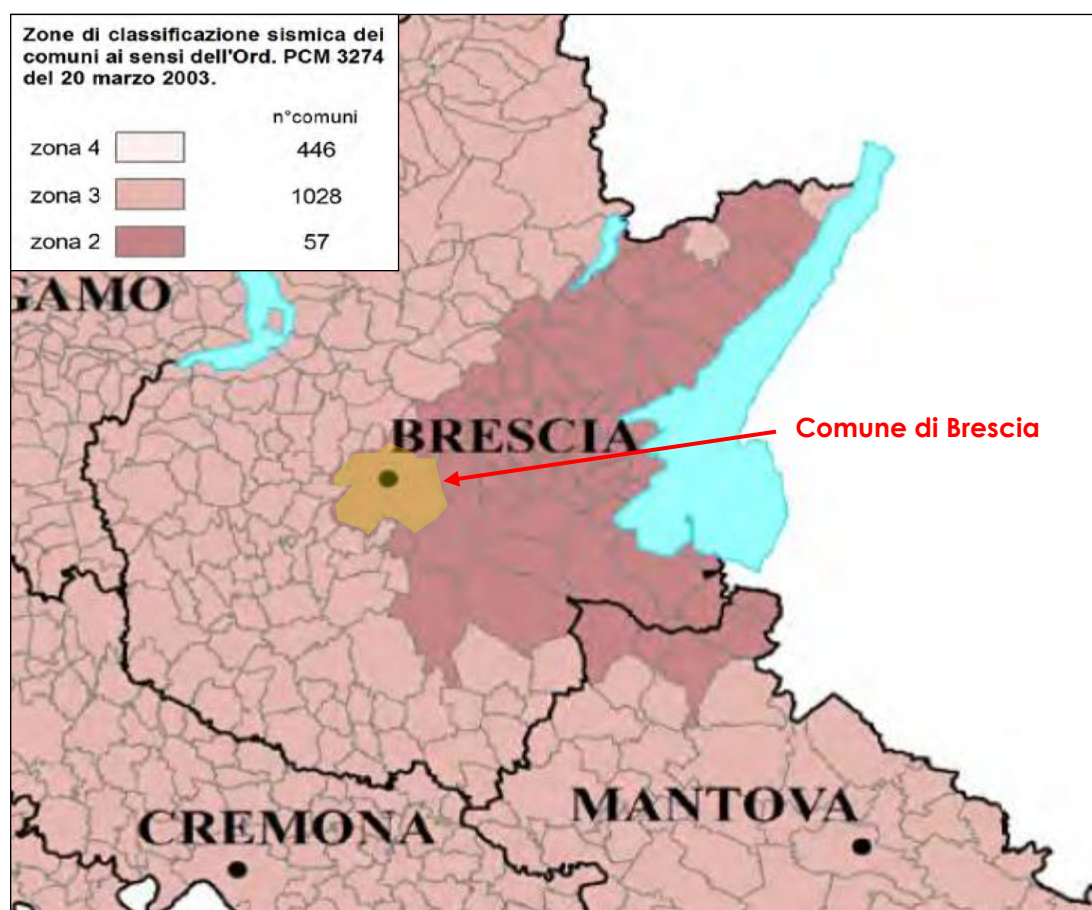 Zone di classificazione sismica dei
comuni ai sensi dell'Ord. PCM 3274
del 20 marzo 2003.
n°comuni
zona 4 446
zona 3 1028
zona 2 57
GAMO
BRESCIA
Comune di Brescia
MANTOVA
CREMONA